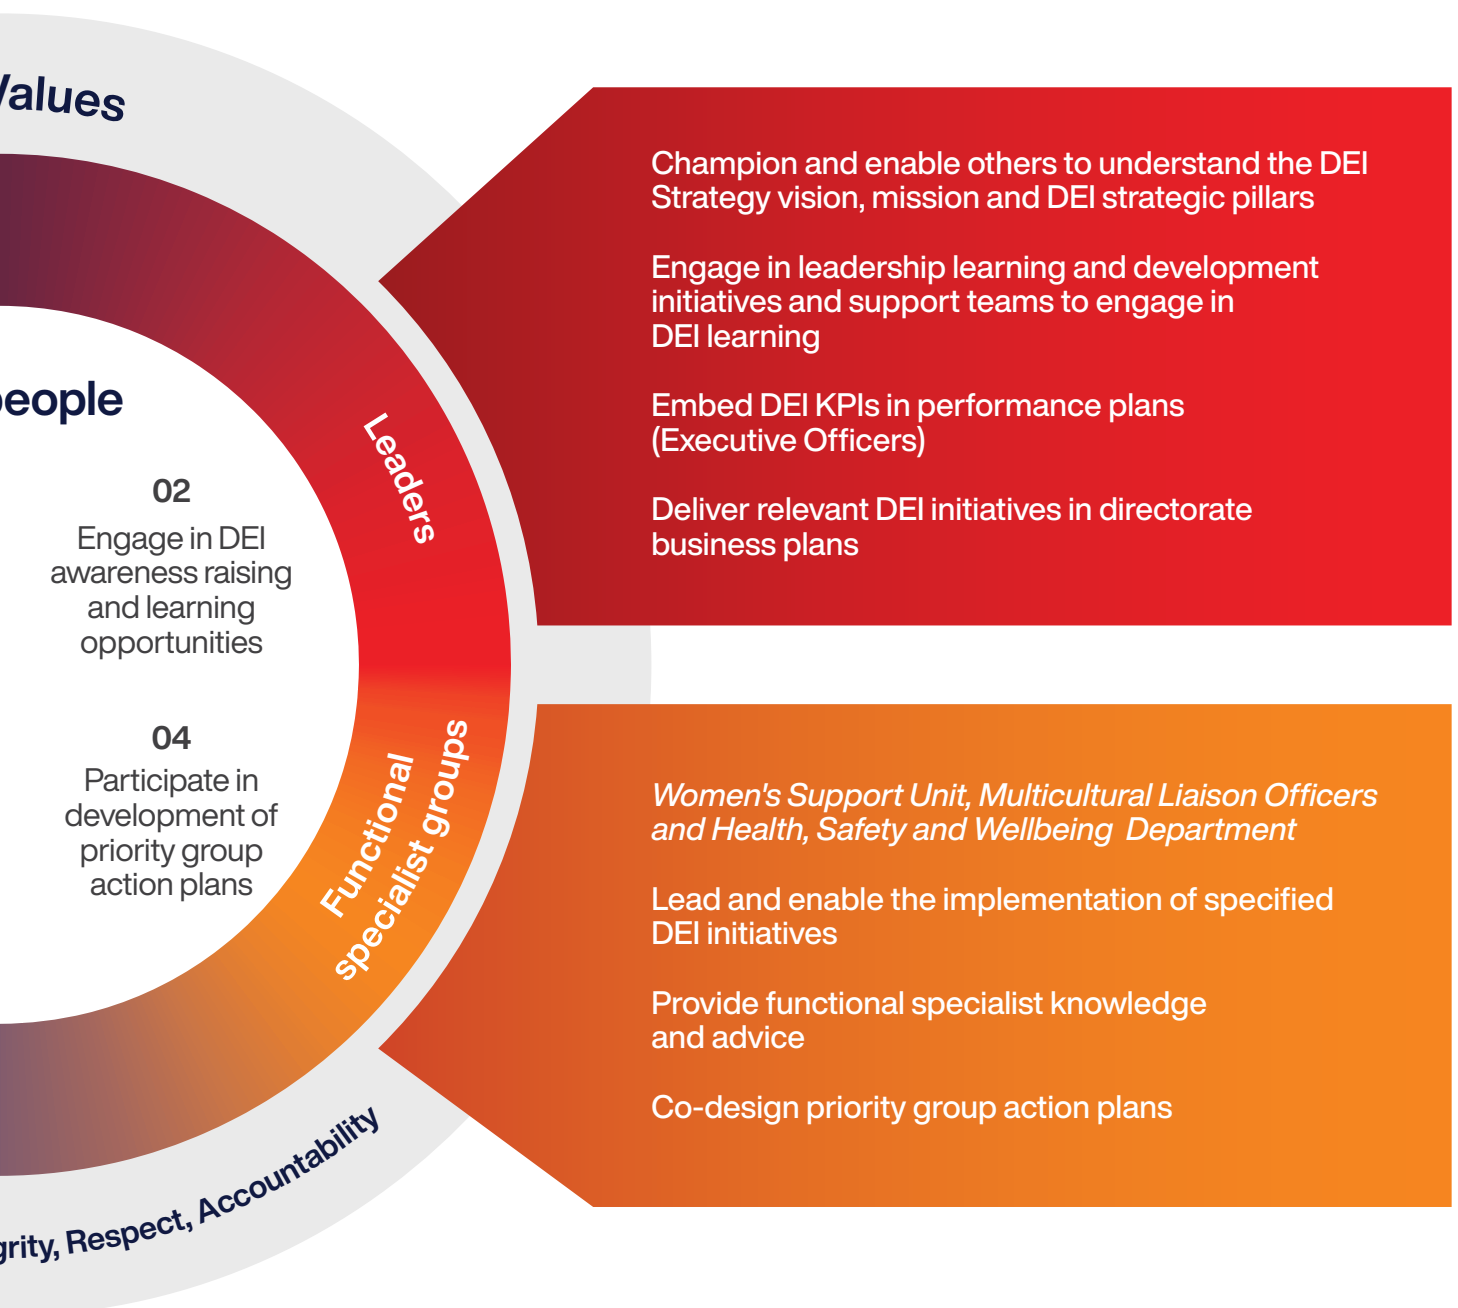 Values
people
02
Engage in DEI
awareness raising
and learning
opportunities
04
Participate in
development of
priority group
action plans
Leaders
Functional
specialist groups
grity, Respect, Accountability
Champion and enable others to understand the DEI
Strategy vision, mission and DEI strategic pillars
Engage in leadership learning and development
initiatives and support teams to engage in
DEI learning
Embed DEI KPIs in performance plans
(Executive Officers)
Deliver relevant DEI initiatives in directorate
business plans
Women's Support Unit, Multicultural Liaison Officers
and Health, Safety and Wellbeing Department
Lead and enable the implementation of specified
DEI initiatives
Provide functional specialist knowledge
and advice
Co-design priority group action plans